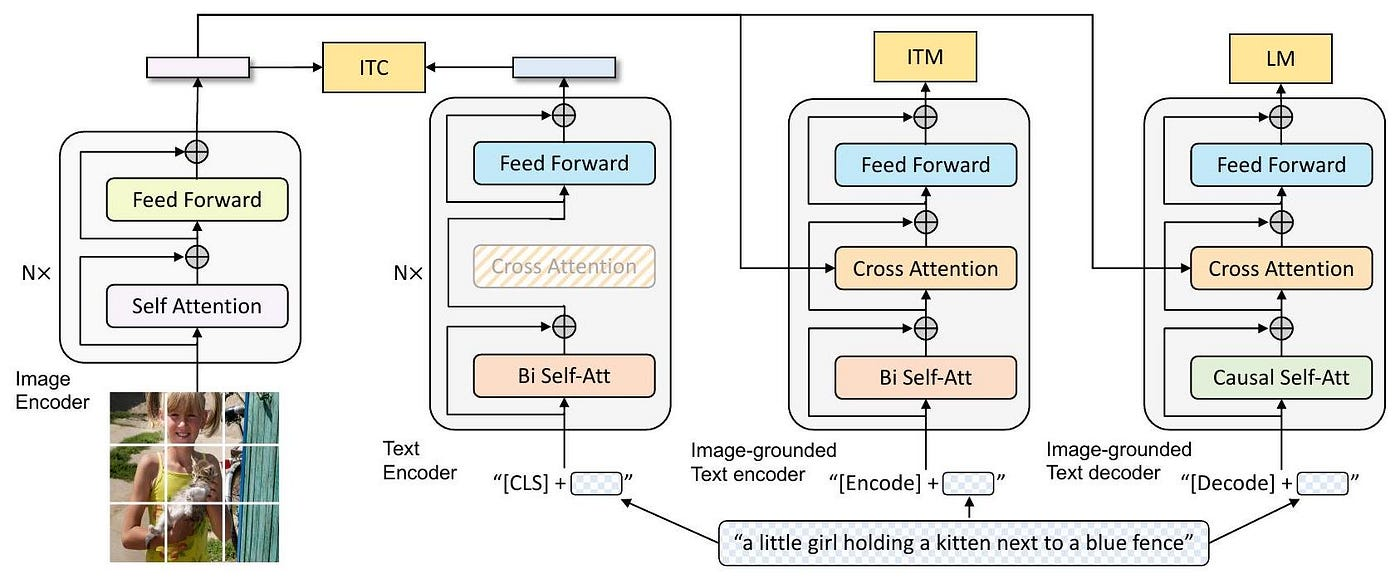 ITC
ITM
LM
Feed Forward
Self Attention
N×
Image
Encoder
Feed Forward
Cross Attention
Bi Self-Att
N×
Text
Encoder
“[CLS] + ”
Feed Forward
Cross Attention
Bi Self-Att
Image-grounded
Text encoder
“[Encode] + ”
Feed Forward
Cross Attention
Causal Self-Att
Image-grounded
Text decoder
“[Decode] + ”
“a little girl holding a kitten next to a blue fence”